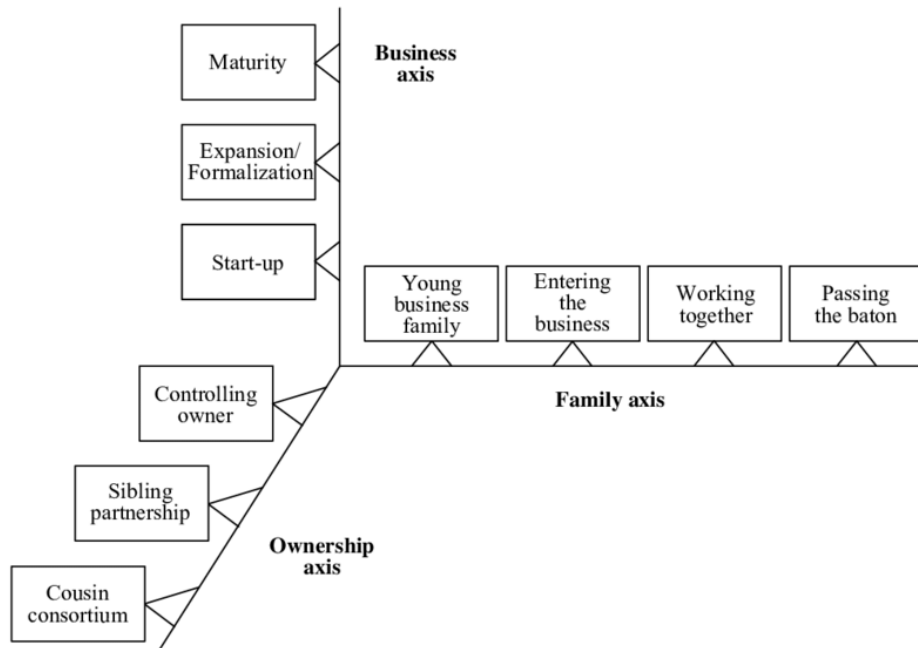 Maturity
Business
axis
Expansion/
Formalization
Start-up
Young
business
family
Entering
the
business
Working
together
Passing
the baton
Family axis
Controlling
owner
Sibling
partnership
Ownership
axis
Cousin
consortium